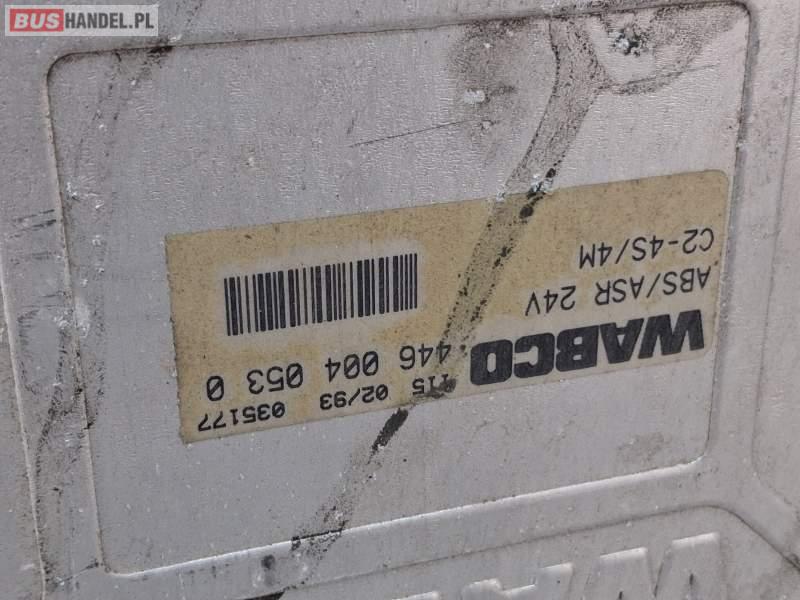 BUSHANDEL.PL
115 02/93 035177
WABCO 446 004 053 0
ABS/ASR 24V
C2-4S/4M